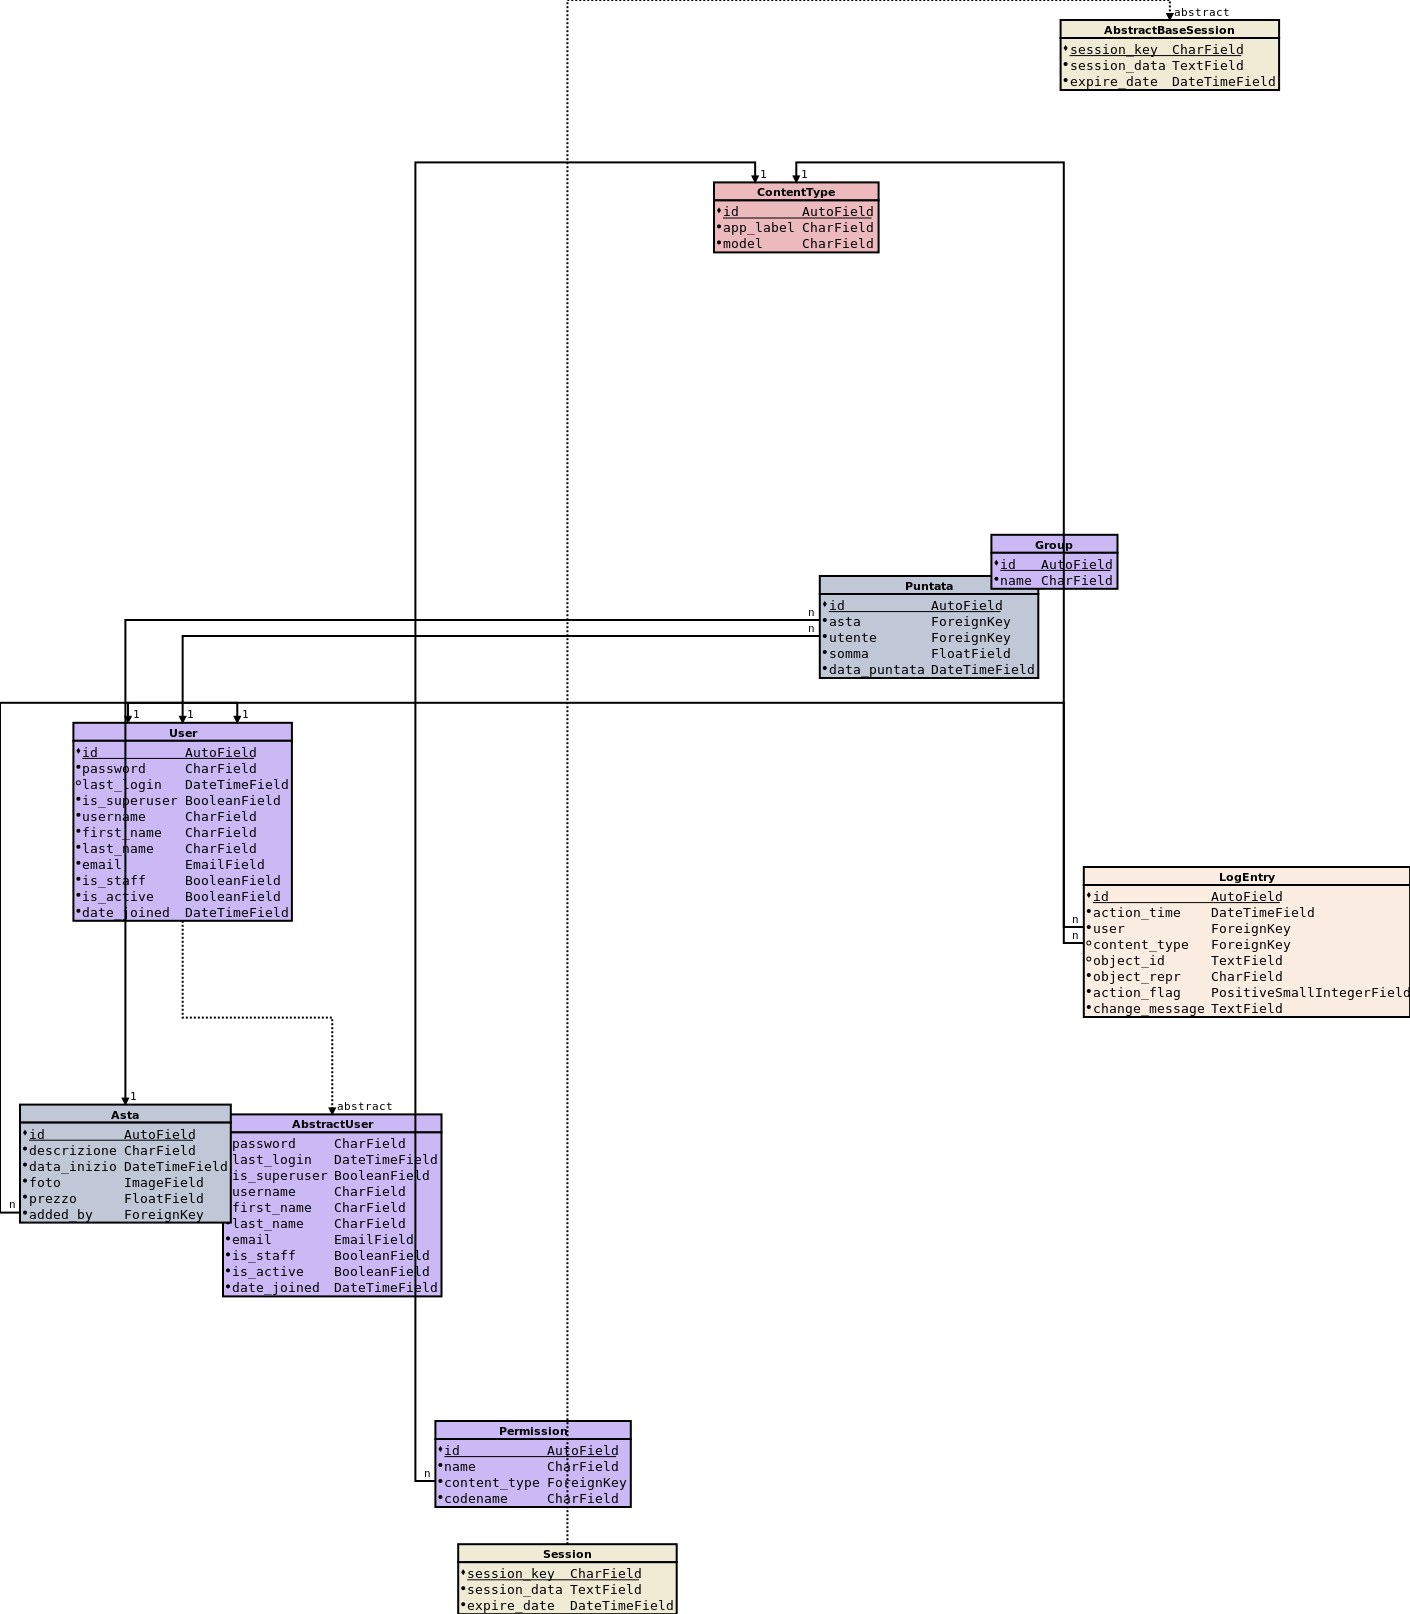 abstract
AbstractBaseSession
session_key CharField
session_data TextField
expire_date DateTimeField
1 1
ContentType
id AutoField
app_label CharField
model CharField
Group
id AutoField
name CharField
Puntata
id AutoField
asta ForeignKey
utente ForeignKey
somma FloatField
data_puntata DateTimeField
n
n
1 1 1
User
id AutoField
password CharField
last_login DateTimeField
is_superuser BooleanField
username CharField
first_name CharField
last_name CharField
email EmailField
is_staff BooleanField
is_active BooleanField
date_joined DateTimeField
LogEntry
id AutoField
action_time DateTimeField
user ForeignKey
content_type ForeignKey
object_id TextField
object_repr CharField
action_flag PositiveSmallIntegerField
change_message TextField
n
n
1
Asta
id AutoField
descrizione CharField
data_inizio DateTimeField
foto ImageField
prezzo FloatField
added_by ForeignKey
n
abstract
AbstractUser
password CharField
last_login DateTimeField
is_superuser BooleanField
username CharField
first_name CharField
last_name CharField
email EmailField
is_staff BooleanField
is_active BooleanField
date_joined DateTimeField
Permission
id AutoField
name CharField
content_type ForeignKey
codename CharField
n
Session
session_key CharField
session_data TextField
expire_date DateTimeField